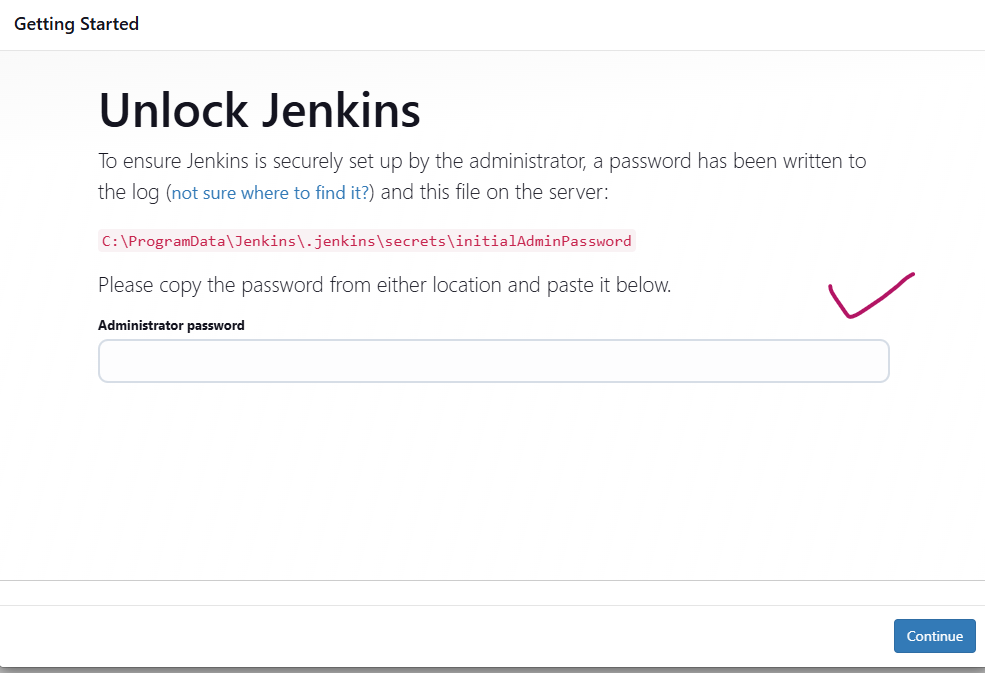 Getting Started
Unlock Jenkins
To ensure Jenkins is securely set up by the administrator, a password has been written to
the log (not sure where to find it?) and this file on the server:
C:\ProgramData\Jenkins\.jenkins\secrets\initialAdminPassword
Please copy the password from either location and paste it below.
Administrator password
Continue